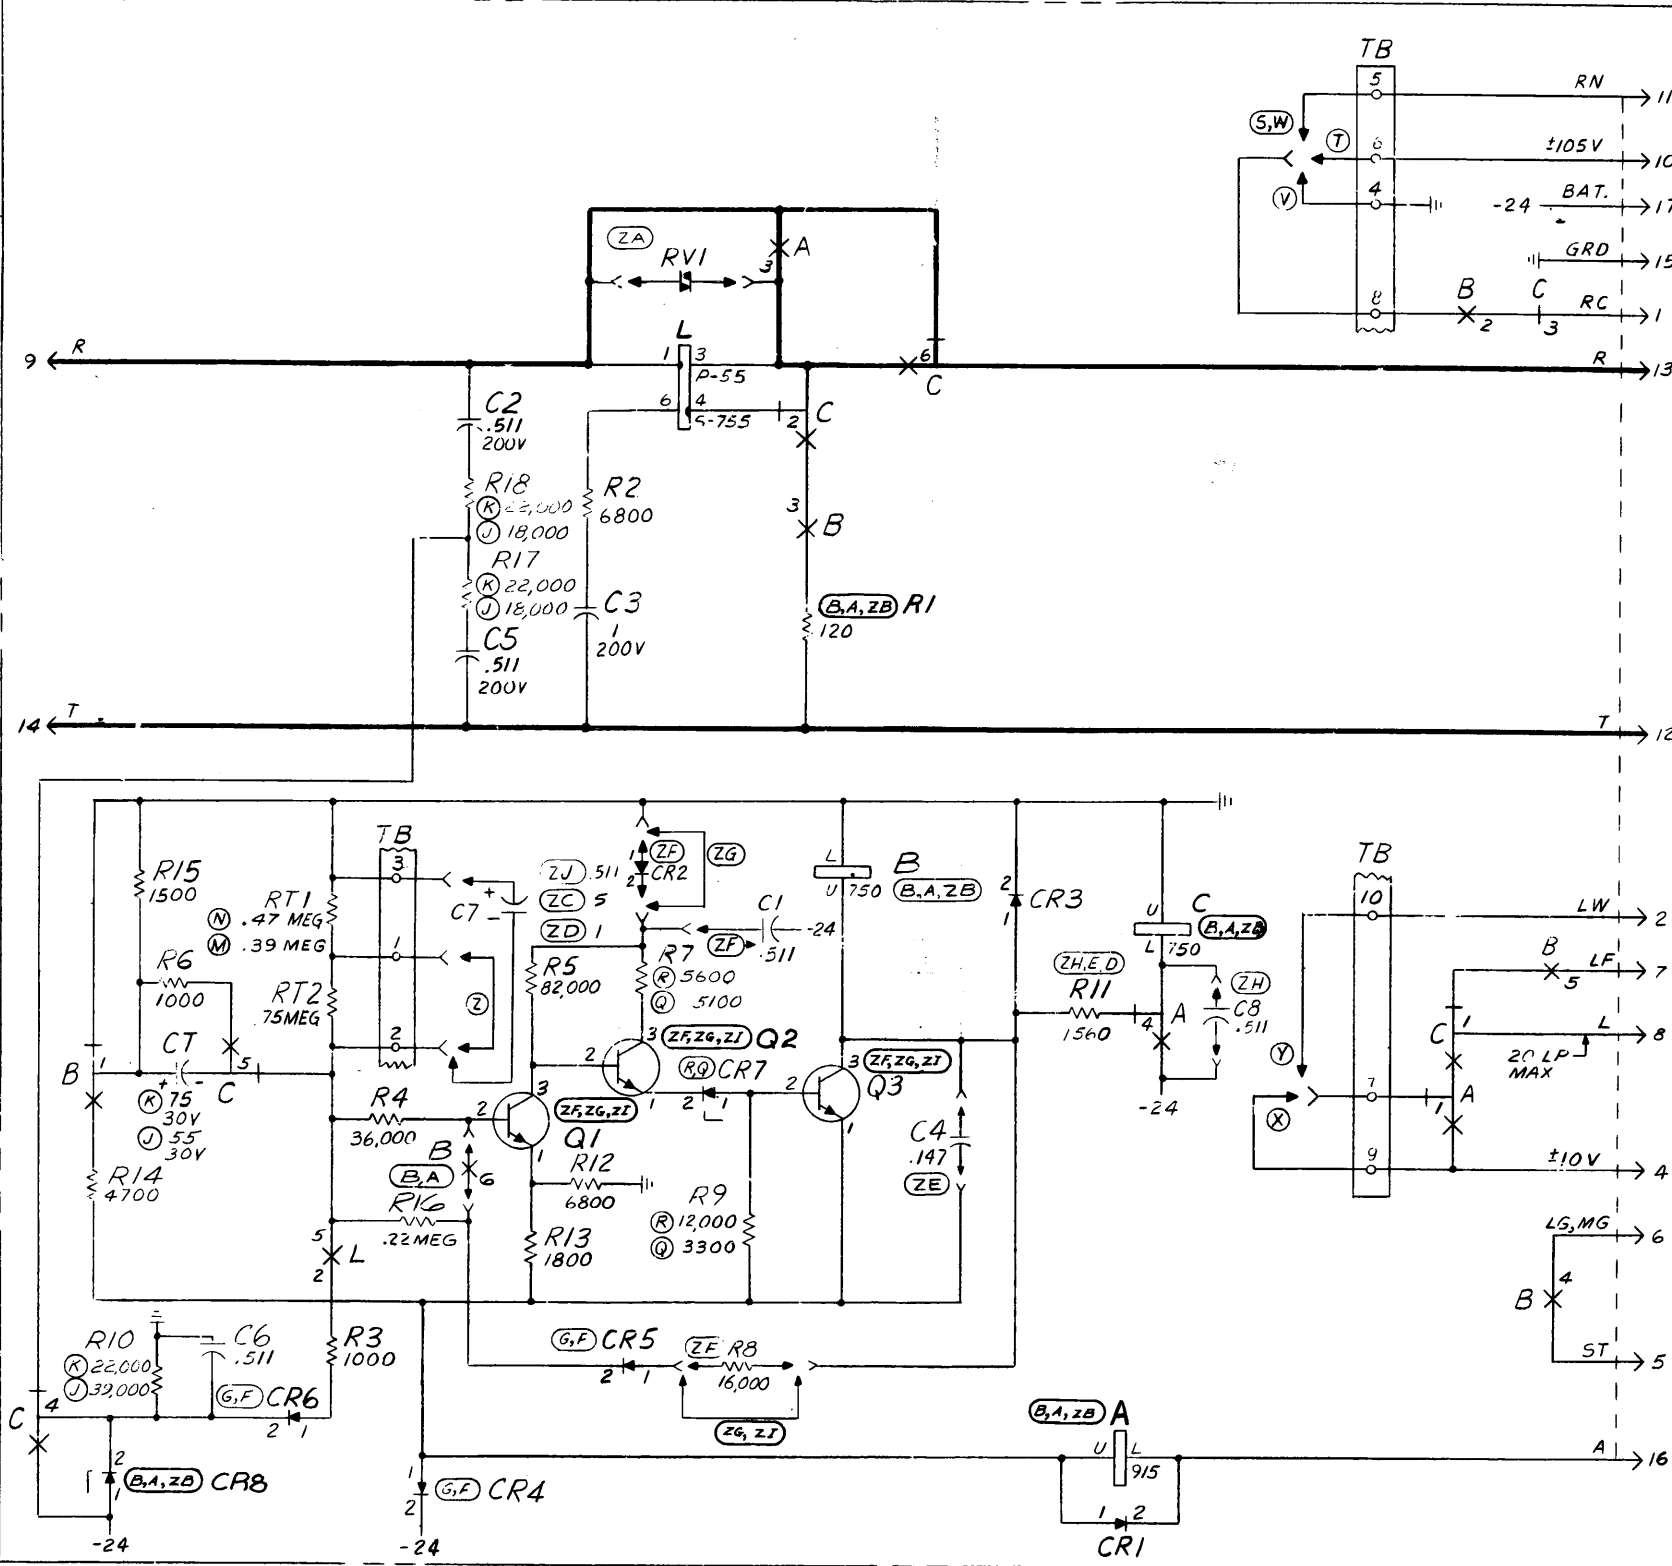 TB
5
RN
11
S,W
T
6
±105V
10
V
4
-24
BAT.
17
GRD
15
8
B
2
C
3
RC
1
ZA
RV1
3
A
9
R
L
1
3
P-55
6
4
S-755
6
C
R
13
2
C
C2
.511
200V
R18
K 22,000
J 18,000
R17
K 22,000
J 18,000
C5
.511
200V
R2
6800
C3
1
200V
3
B
B,A,ZB R1
120
14
T
T
12
R15
1500
RT1
N .47 MEG
M .39 MEG
R6
1000
RT2
.75MEG
TB
3
1
2
+
C7
-
Z
ZJ .511
ZC 5
ZD 1
1
ZF
2
CR2
ZG
C1
ZF
.511
-24
R5
82,000
R7
R 5600
Q 5100
L
U
750
B
B,A,ZB
2
1
CR3
U
C
L
750
B,A,ZB
ZH,E,D
R11
1560
4
A
ZH
C8
.511
-24
TB
10
LW
2
B
5
LF
7
C
1
L
8
20 LP
MAX
Y
X
7
1
A
9
±10V
4
B
1
CT
+
-
K 75
30V
J 55
30V
C
5
R14
4700
R4
36,000
2
3
1
ZF,ZG,ZI
Q1
2
3
1
ZF,ZG,ZI Q2
R,Q CR7
2
1
2
3
1
ZF,ZG,ZI
Q3
B
B,A
6
R16
.22MEG
R12
6800
R13
1800
R9
R 12,000
Q 3300
C4
.147
ZE
LG,MG
6
4
B
ST
5
5
L
2
R10
K 22,000
J 39,000
C6
.511
R3
1000
G,F CR6
2
1
G,F CR5
2
1
ZF R8
16,000
ZG, ZI
C
4
2
1
B,A,ZB CR8
-24
1
2
G,F CR4
-24
B,A,ZB A
U
L
915
1
2
CR1
A
16